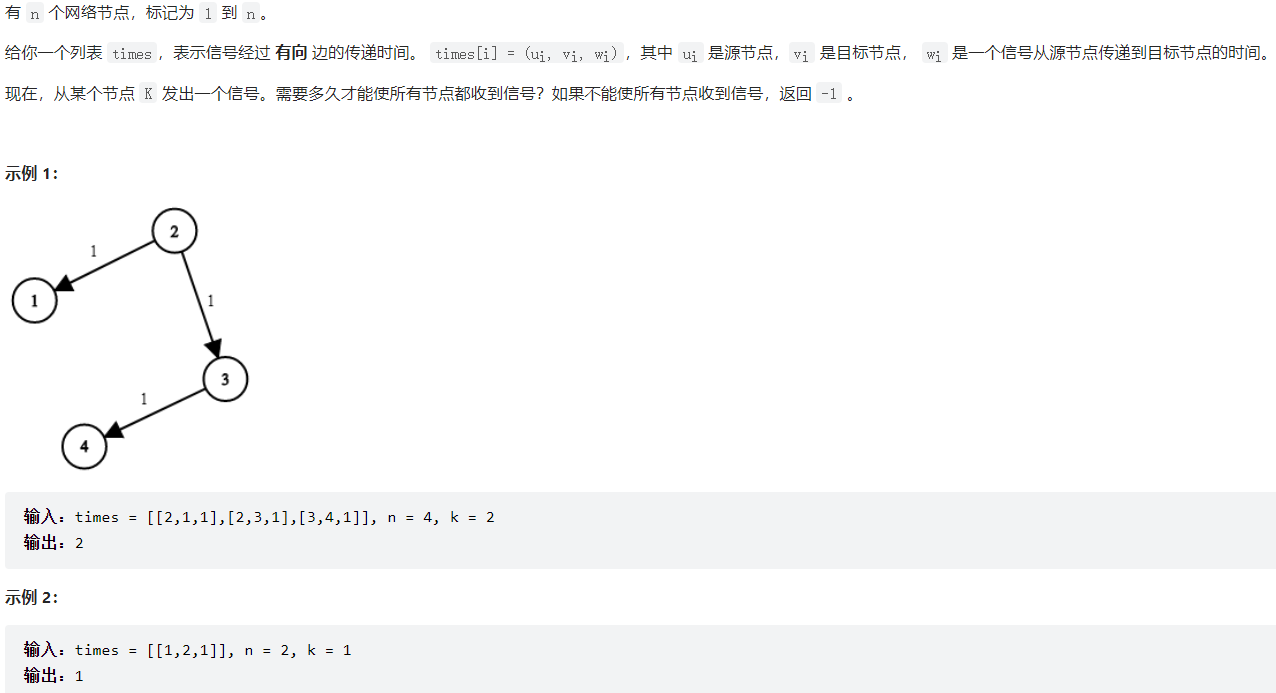 有 n 个网络节点，标记为 1 到 n 。
给你一个列表 times ，表示信号经过 有向 边的传递时间。 times[i] = (ui, vi, wi) ，其中 ui 是源节点， vi 是目标节点， wi 是一个信号从源节点传递到目标节点的时间。
现在，从某个节点 K 发出一个信号。需要多久才能使所有节点都收到信号？如果不能使所有节点收到信号，返回 -1 。
示例 1：
2
1
1
1
3
1
4
输入：times = [[2,1,1],[2,3,1],[3,4,1]], n = 4, k = 2
输出：2
示例 2：
输入：times = [[1,2,1]], n = 2, k = 1
输出：1